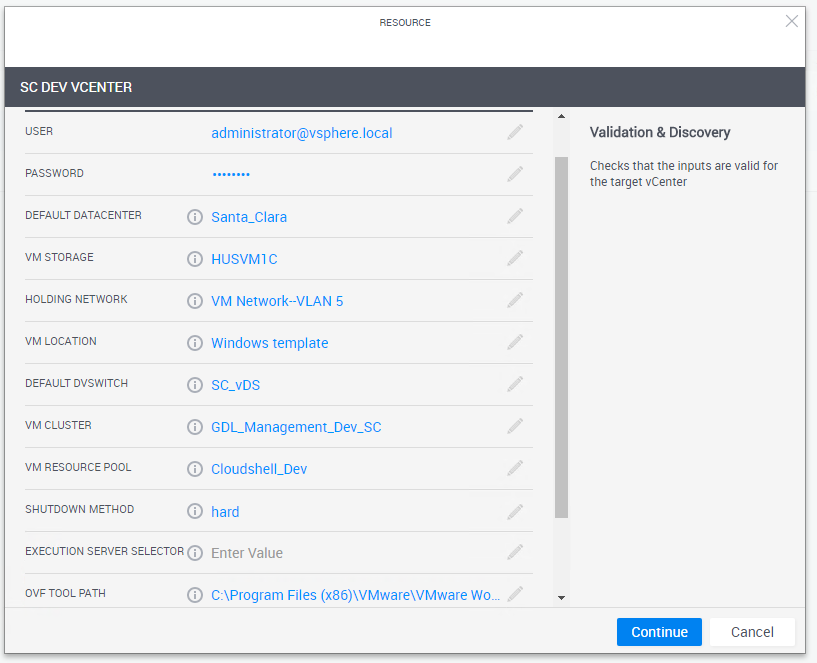 RESOURCE
SC DEV VCENTER
USER administrator@vsphere.local
PASSWORD ••••••••
DEFAULT DATACENTER Santa_Clara
VM STORAGE HUSVM1C
HOLDING NETWORK VM Network--VLAN 5
VM LOCATION Windows template
DEFAULT DVSWITCH SC_vDS
VM CLUSTER GDL_Management_Dev_SC
VM RESOURCE POOL Cloudshell_Dev
SHUTDOWN METHOD hard
EXECUTION SERVER SELECTOR Enter Value
OVF TOOL PATH C:\Program Files (x86)\VMware\VMware Wo...
Validation & Discovery
Checks that the inputs are valid for
the target vCenter
Continue Cancel